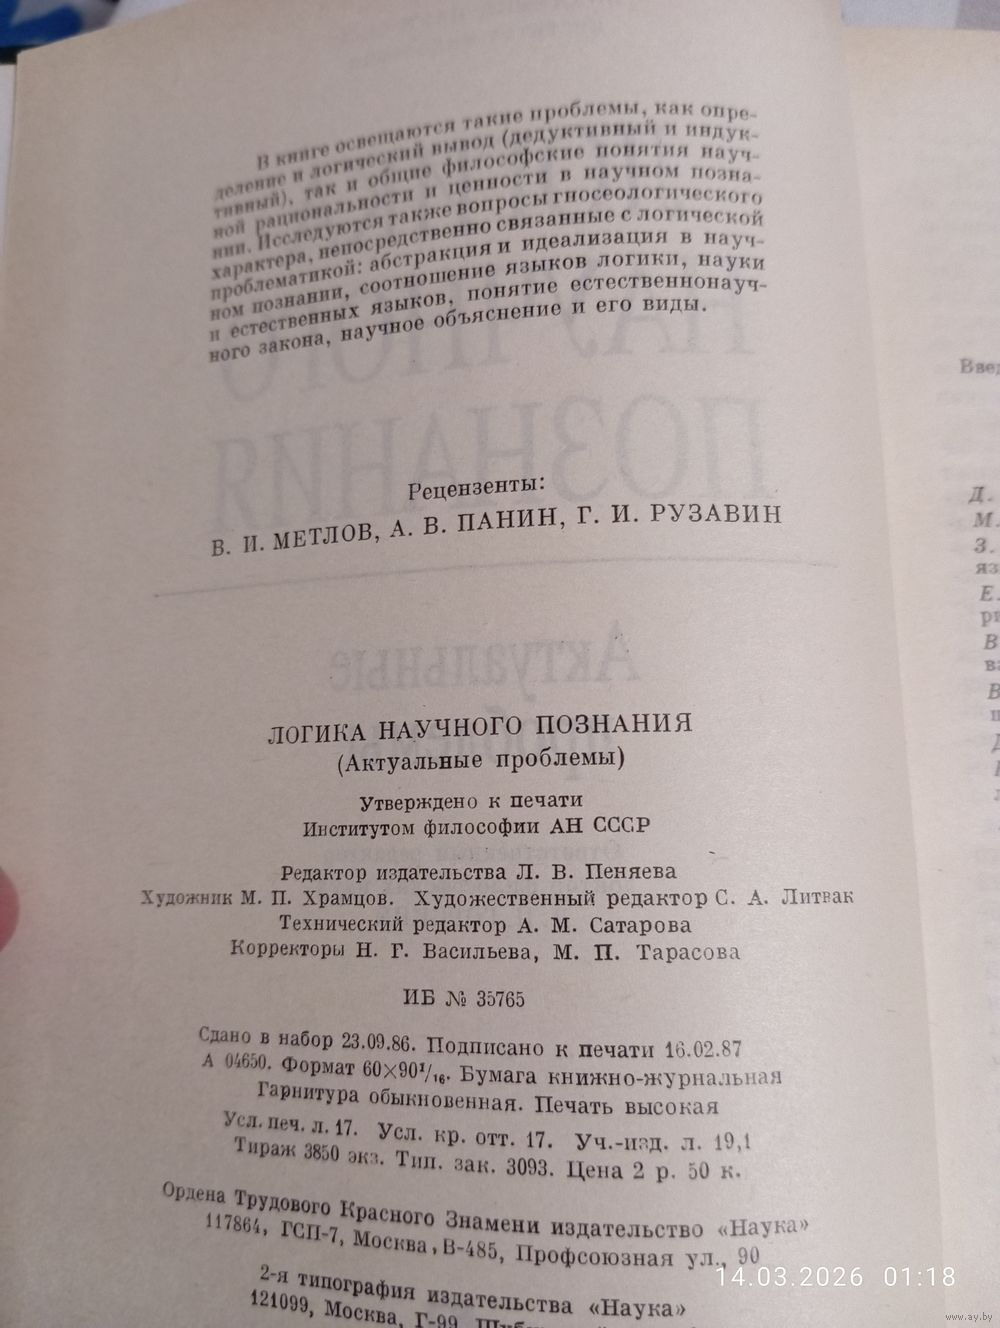 В книге освещаются такие проблемы, как опре-
деление и логический вывод (дедуктивный и индук-
тивный), так и общие философские понятия науч-
ной рациональности и ценности в научном позна-
нии. Исследуются также вопросы гносеологического
характера, непосредственно связанные с логической
проблематикой: абстракция и идеализация в науч-
ном познании, соотношение языков логики, науки
и естественных языков, понятие естественнонауч-
ного закона, научное объяснение и его виды.
Рецензенты:
В. И. МЕТЛОВ, А. В. ПАНИН, Г. И. РУЗАВИН
ЛОГИКА НАУЧНОГО ПОЗНАНИЯ
(Актуальные проблемы)
Утверждено к печати
Институтом философии АН СССР
Редактор издательства Л. В. Пеняева
Художник М. П. Храмцов. Художественный редактор С. А. Литвак
Технический редактор А. М. Сатарова
Корректоры Н. Г. Васильева, М. П. Тарасова
ИБ № 35765
Сдано в набор 23.09.86. Подписано к печати 16.02.87
А 04650. Формат 60×90¹/₁₆. Бумага книжно-журнальная
Гарнитура обыкновенная. Печать высокая
Усл. печ. л. 17. Усл. кр. отт. 17. Уч.-изд. л. 19,1
Тираж 3850 экз. Тип. зак. 3093. Цена 2 р. 50 к.
Ордена Трудового Красного Знамени издательство «Наука»
117864, ГСП-7, Москва, В-485, Профсоюзная ул., 90
2-я типография издательства «Наука»
121099, Москва, Г-99,
Д.
М.
З.
яз
Е.
В
В
14.03.2026 01:18
www.ay.by